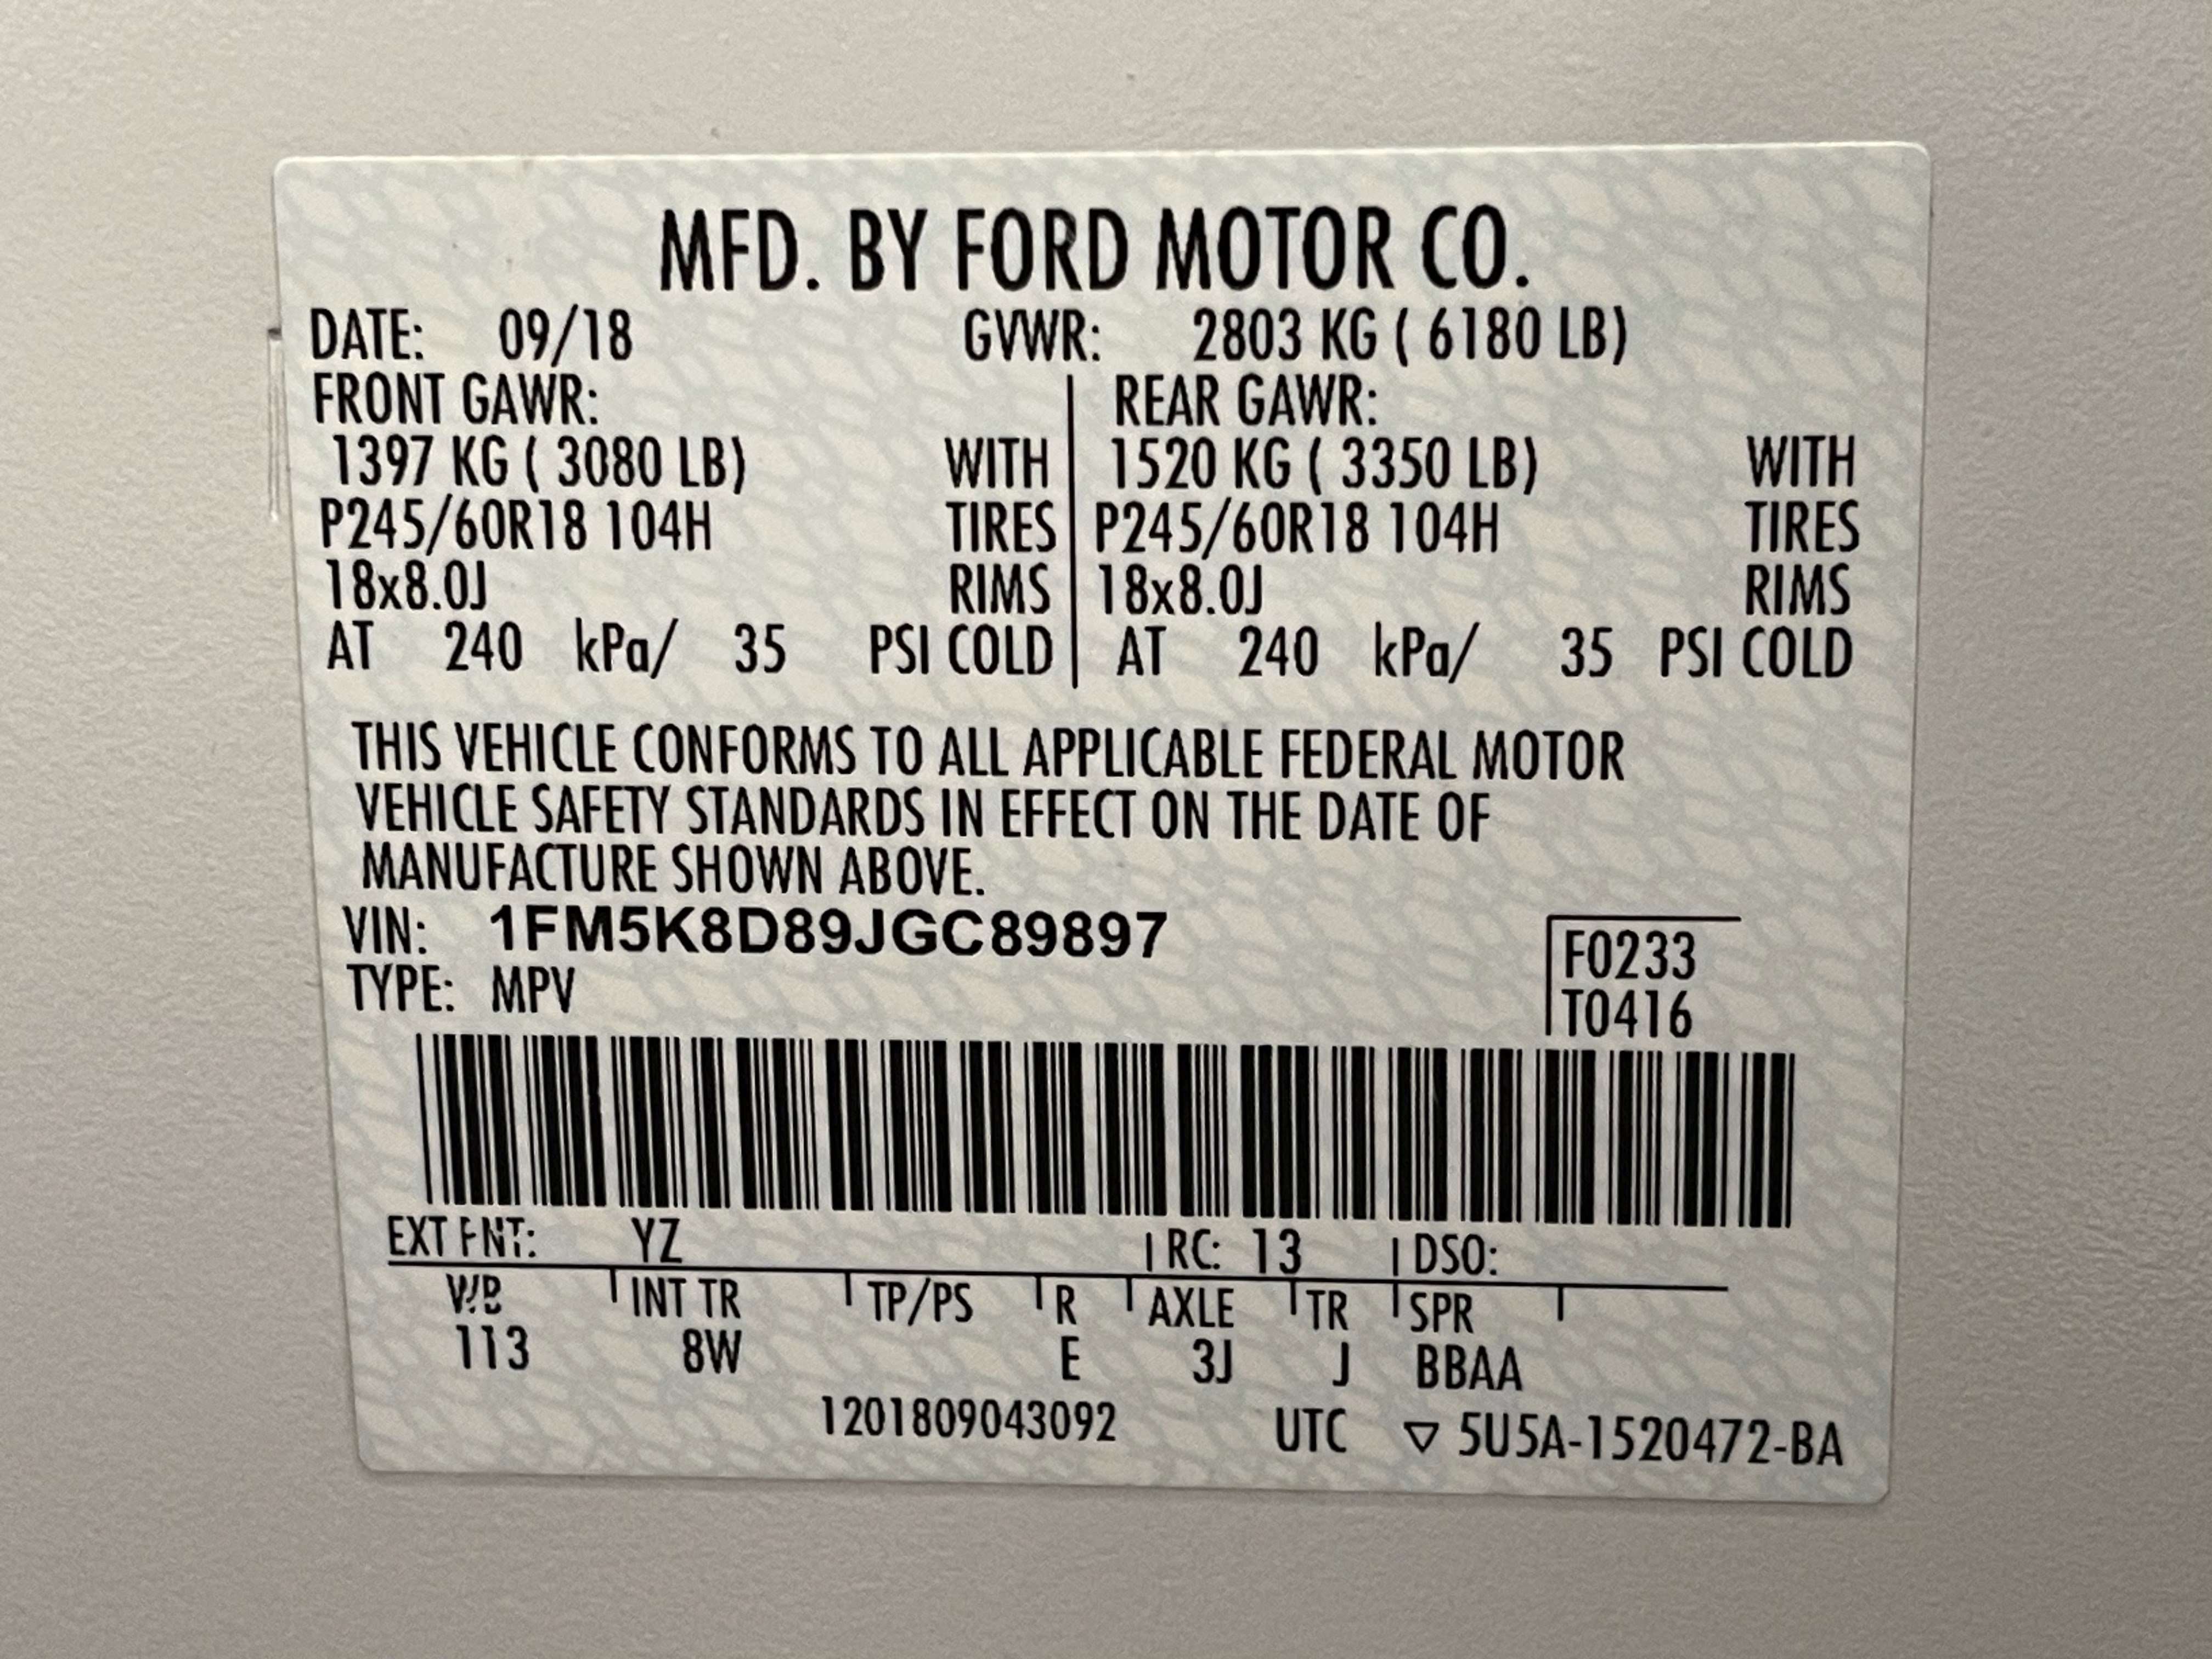 MFD. BY FORD MOTOR CO.
DATE: 09/18 GVWR: 2803 KG ( 6180 LB)
FRONT GAWR: REAR GAWR:
1397 KG ( 3080 LB) WITH 1520 KG ( 3350 LB) WITH
P245/60R18 104H TIRES P245/60R18 104H TIRES
18x8.0J RIMS 18x8.0J RIMS
AT 240 kPa/ 35 PSI COLD AT 240 kPa/ 35 PSI COLD
THIS VEHICLE CONFORMS TO ALL APPLICABLE FEDERAL MOTOR
VEHICLE SAFETY STANDARDS IN EFFECT ON THE DATE OF
MANUFACTURE SHOWN ABOVE.
VIN: 1FM5K8D89JGC89897
TYPE: MPV
F0233
T0416
EXT PNT: YZ RC: 13 DSO:
WB INT TR TP/PS R AXLE TR SPR
113 8W E 3J J BBAA
1201809043092 UTC ▽ 5U5A-1520472-BA